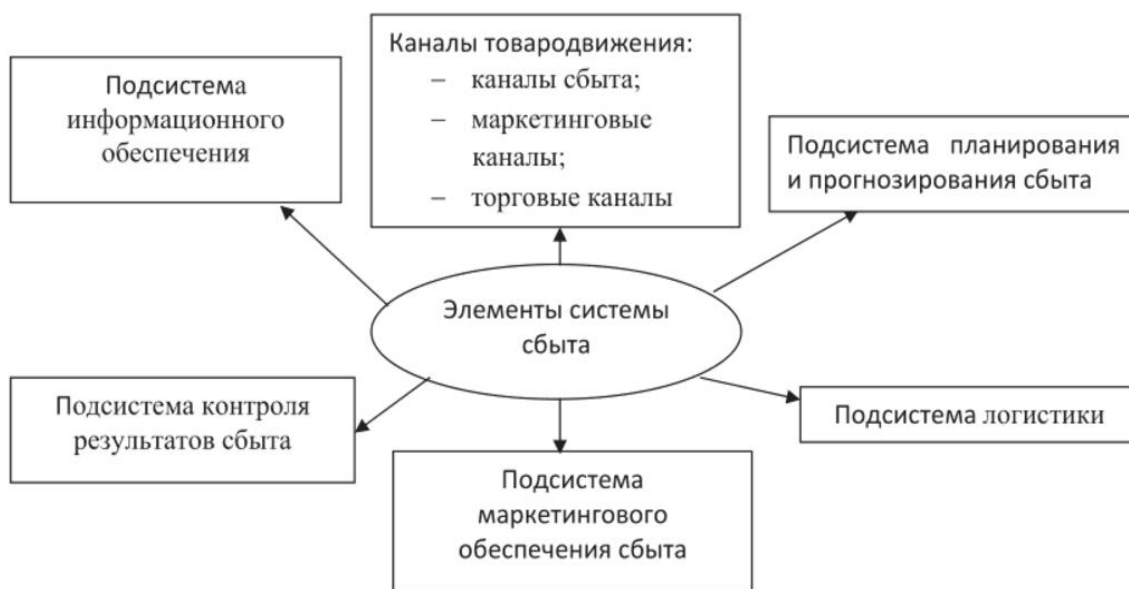 Подсистема
информационного
обеспечения
Каналы товародвижения:
– каналы сбыта;
– маркетинговые
каналы;
– торговые каналы
Подсистема планирования
и прогнозирования сбыта
Элементы системы
сбыта
Подсистема контроля
результатов сбыта
Подсистема
маркетингового
обеспечения сбыта
Подсистема логистики